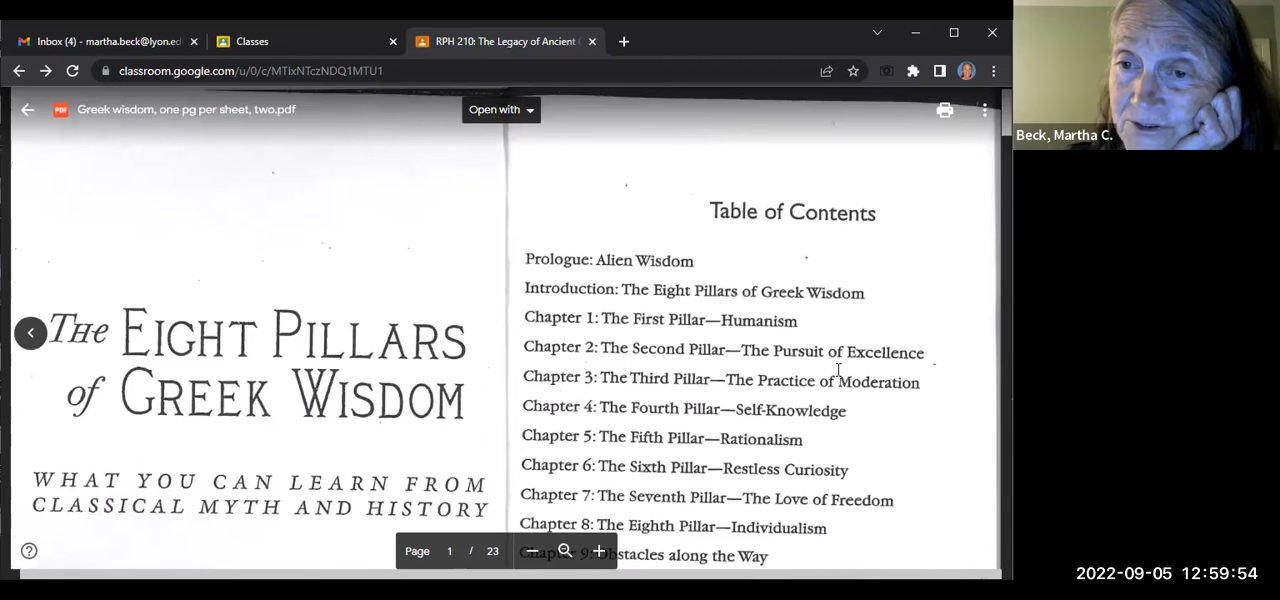 Inbox (4) - martha.beck@lyon.ed
Classes
RPH 210: The Legacy of Ancient
classroom.google.com/u/0/c/MTIxNTczNDQ1MTU1
PDF
Greek wisdom, one pg per sheet, two.pdf
Open with
Beck, Martha C.
The EIGHT PILLARS
of GREEK WISDOM
WHAT YOU CAN LEARN FROM
CLASSICAL MYTH AND HISTORY
Table of Contents
Prologue: Alien Wisdom
Introduction: The Eight Pillars of Greek Wisdom
Chapter 1: The First Pillar—Humanism
Chapter 2: The Second Pillar—The Pursuit of Excellence
Chapter 3: The Third Pillar—The Practice of Moderation
Chapter 4: The Fourth Pillar—Self-Knowledge
Chapter 5: The Fifth Pillar—Rationalism
Chapter 6: The Sixth Pillar—Restless Curiosity
Chapter 7: The Seventh Pillar—The Love of Freedom
Chapter 8: The Eighth Pillar—Individualism
Chapter 9: Obstacles along the Way
Page 1 / 23
2022-09-05 12:59:54